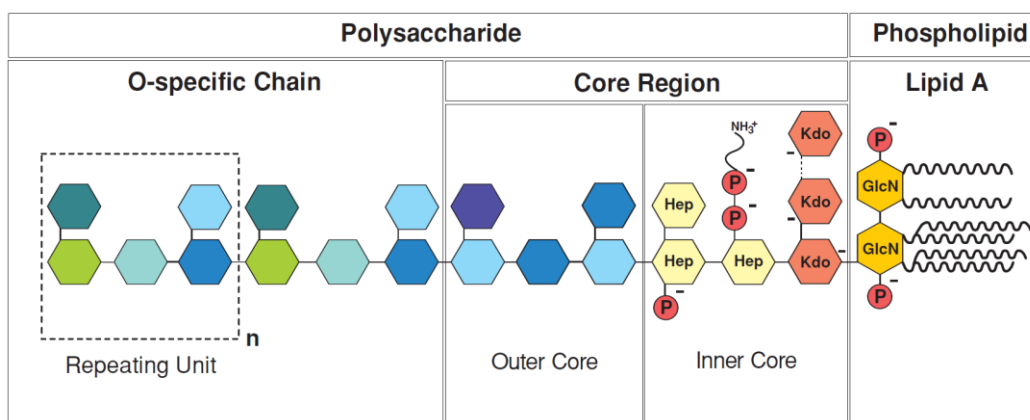 Polysaccharide
Phospholipid
O-specific Chain
Core Region
Lipid A
NH₃⁺
Kdo
-
P
-
P
-
Kdo
-
P
-
Hep
GlcN
P
-
Hep
Hep
Kdo
-
GlcN
P
-
P
-
n
Repeating Unit
Outer Core
Inner Core